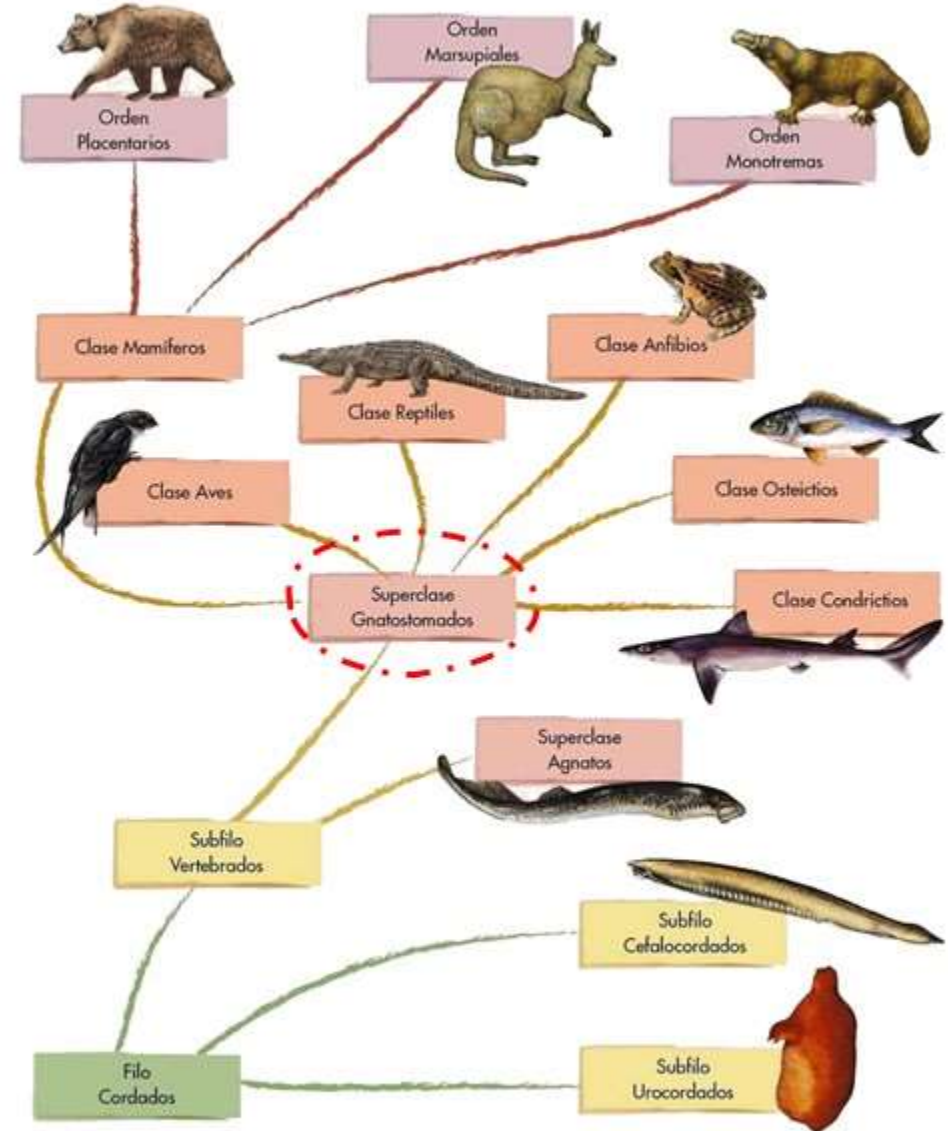 Orden
Placentarios
Orden
Marsupiales
Orden
Monotremas
Clase Mamíferos
Clase Reptiles
Clase Anfibios
Clase Aves
Clase Osteictios
Superclase
Gnatostomados
Clase Condrictios
Superclase
Agnatos
Subfilo
Vertebrados
Subfilo
Cefalocordados
Filo
Cordados
Subfilo
Urocordados